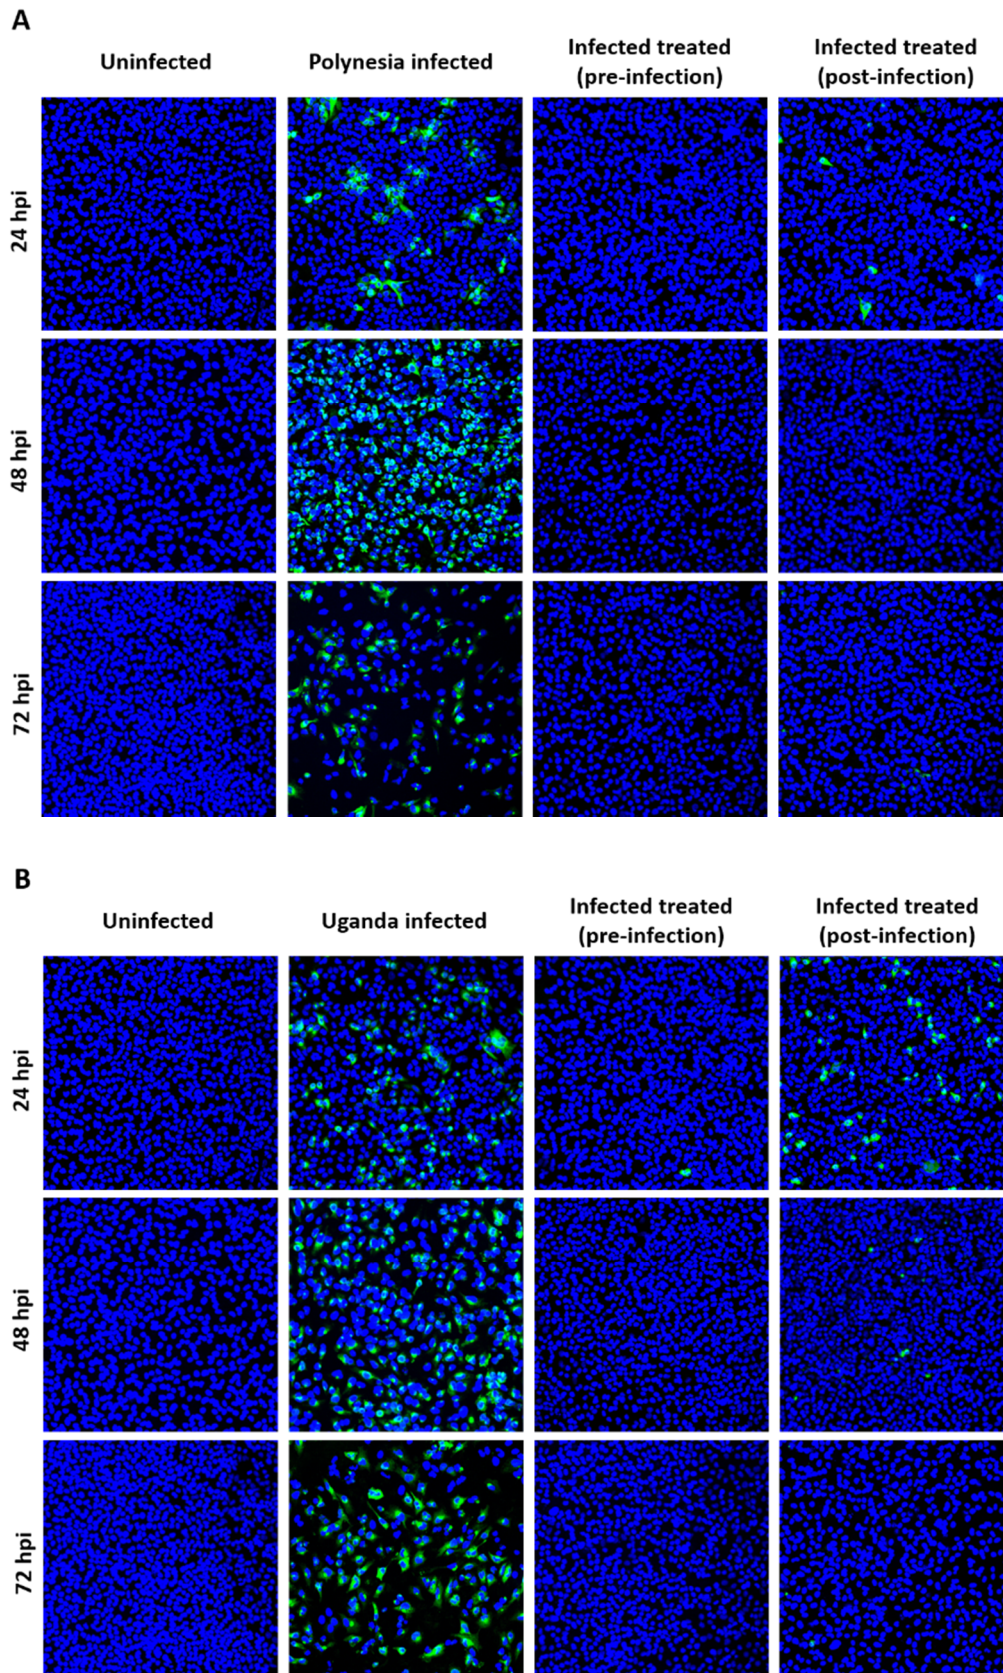 A
Uninfected
Polynesia infected
Infected treated
(pre-infection)
Infected treated
(post-infection)
24 hpi
48 hpi
72 hpi
B
Uninfected
Uganda infected
Infected treated
(pre-infection)
Infected treated
(post-infection)
24 hpi
48 hpi
72 hpi